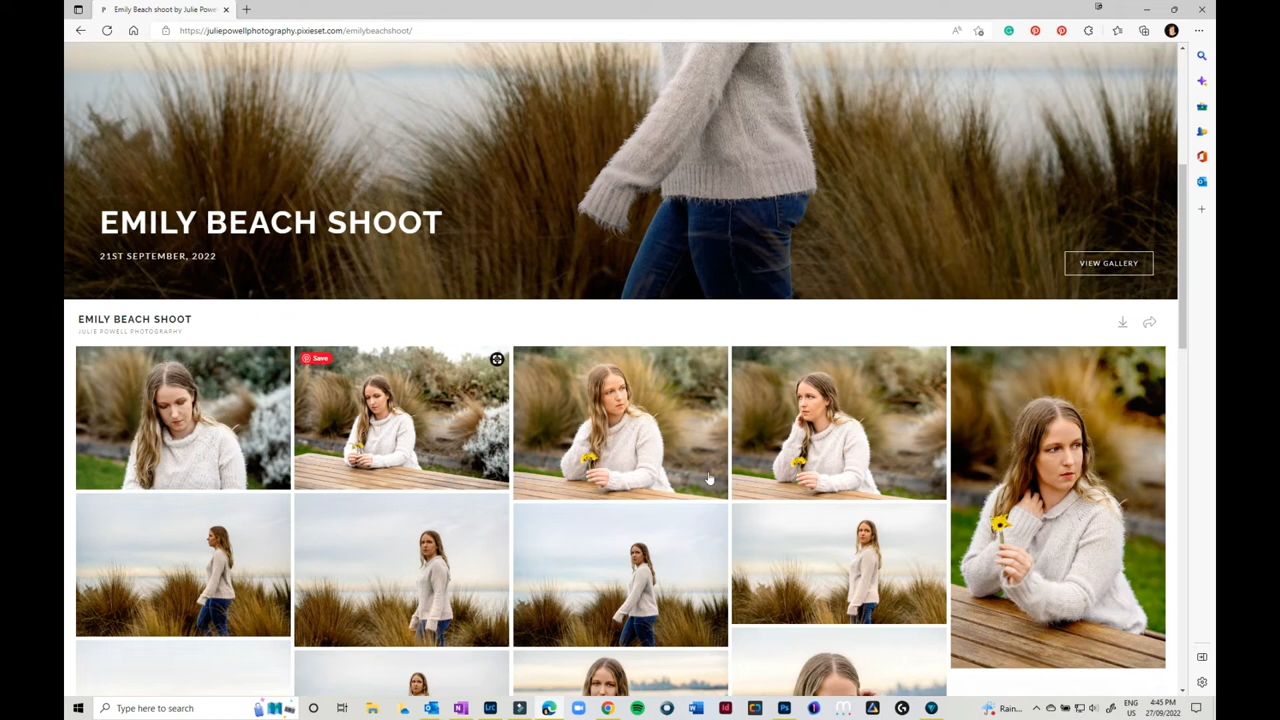 Emily Beach shoot by Julie Powe
https://juliepowellphotography.pixieset.com/emilybeachshoot/
EMILY BEACH SHOOT
21ST SEPTEMBER, 2022
VIEW GALLERY
EMILY BEACH SHOOT
JULIE POWELL PHOTOGRAPHY
Save
Type here to search
Rain...
ENG
US
4:45 PM
27/09/2022